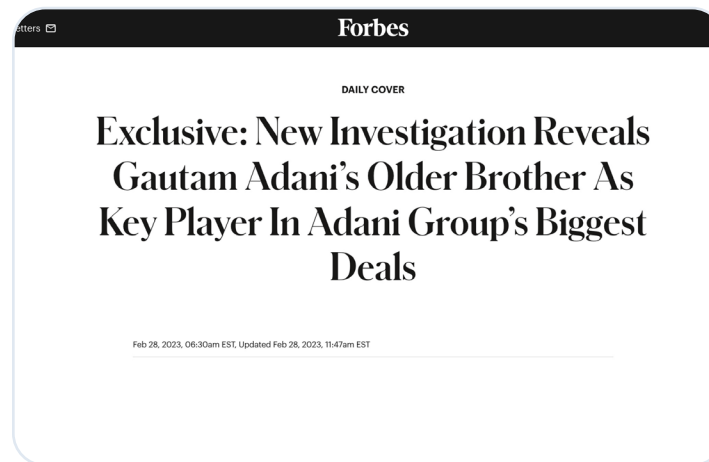 etters
Forbes
DAILY COVER
Exclusive: New Investigation Reveals
Gautam Adani’s Older Brother As
Key Player In Adani Group’s Biggest
Deals
Feb 28, 2023, 06:30am EST, Updated Feb 28, 2023, 11:47am EST